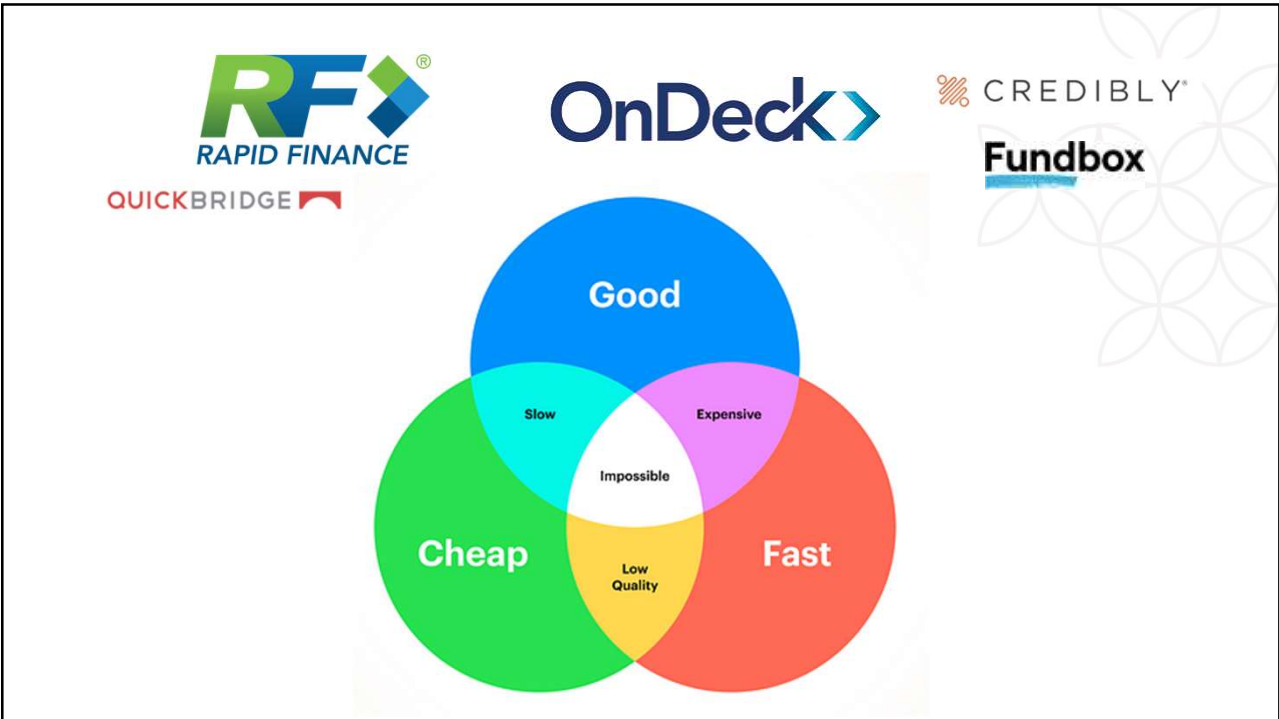 RF®
RAPID FINANCE
OnDeck
CREDIBLY®
Fundbox
QUICKBRIDGE
Good
Slow
Expensive
Impossible
Cheap
Fast
Low
Quality